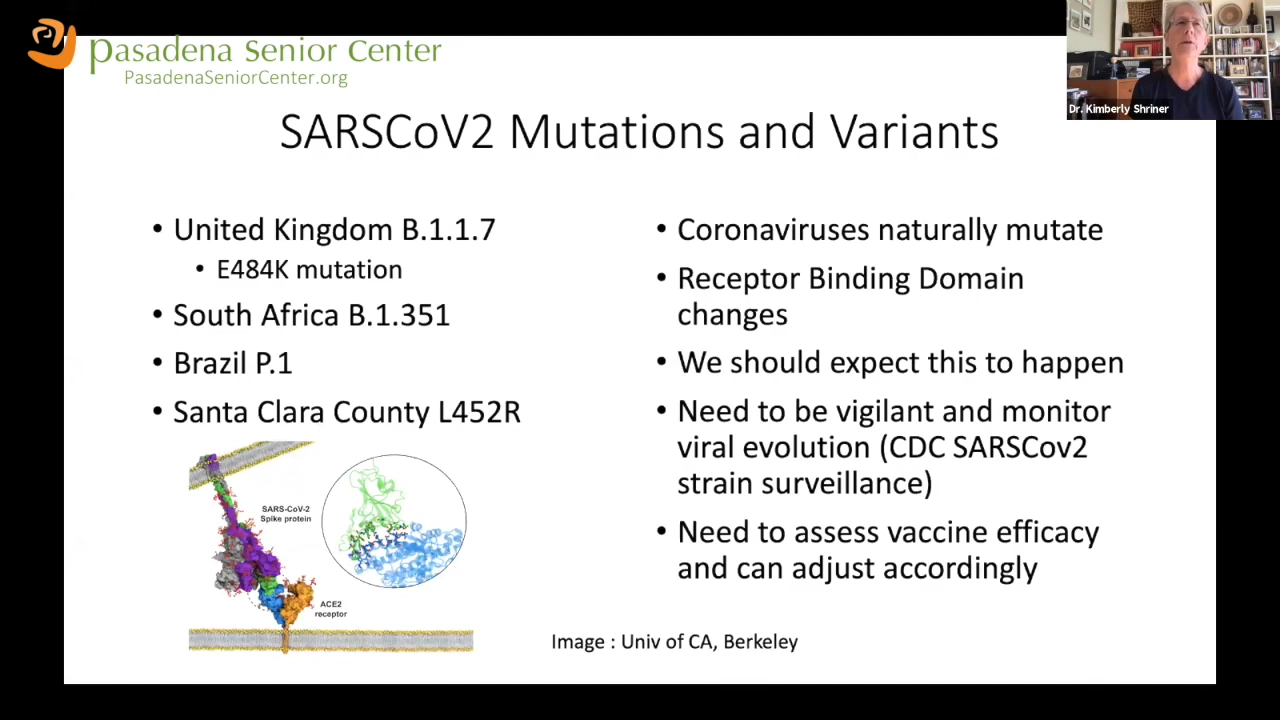 Pasadena Senior Center
PasadenaSeniorCenter.org
Dr. Kimberly Shriner
SARSCoV2 Mutations and Variants
• United Kingdom B.1.1.7
• E484K mutation
• South Africa B.1.351
• Brazil P.1
• Santa Clara County L452R
SARS-CoV-2
Spike protein
ACE2
receptor
• Coronaviruses naturally mutate
• Receptor Binding Domain
changes
• We should expect this to happen
• Need to be vigilant and monitor
viral evolution (CDC SARSCov2
strain surveillance)
• Need to assess vaccine efficacy
and can adjust accordingly
Image : Univ of CA, Berkeley